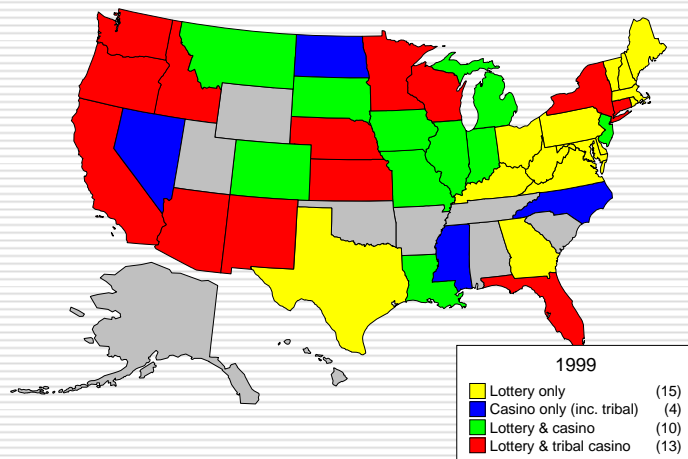 1999
Lottery only (15)
Casino only (inc. tribal) (4)
Lottery & casino (10)
Lottery & tribal casino (13)